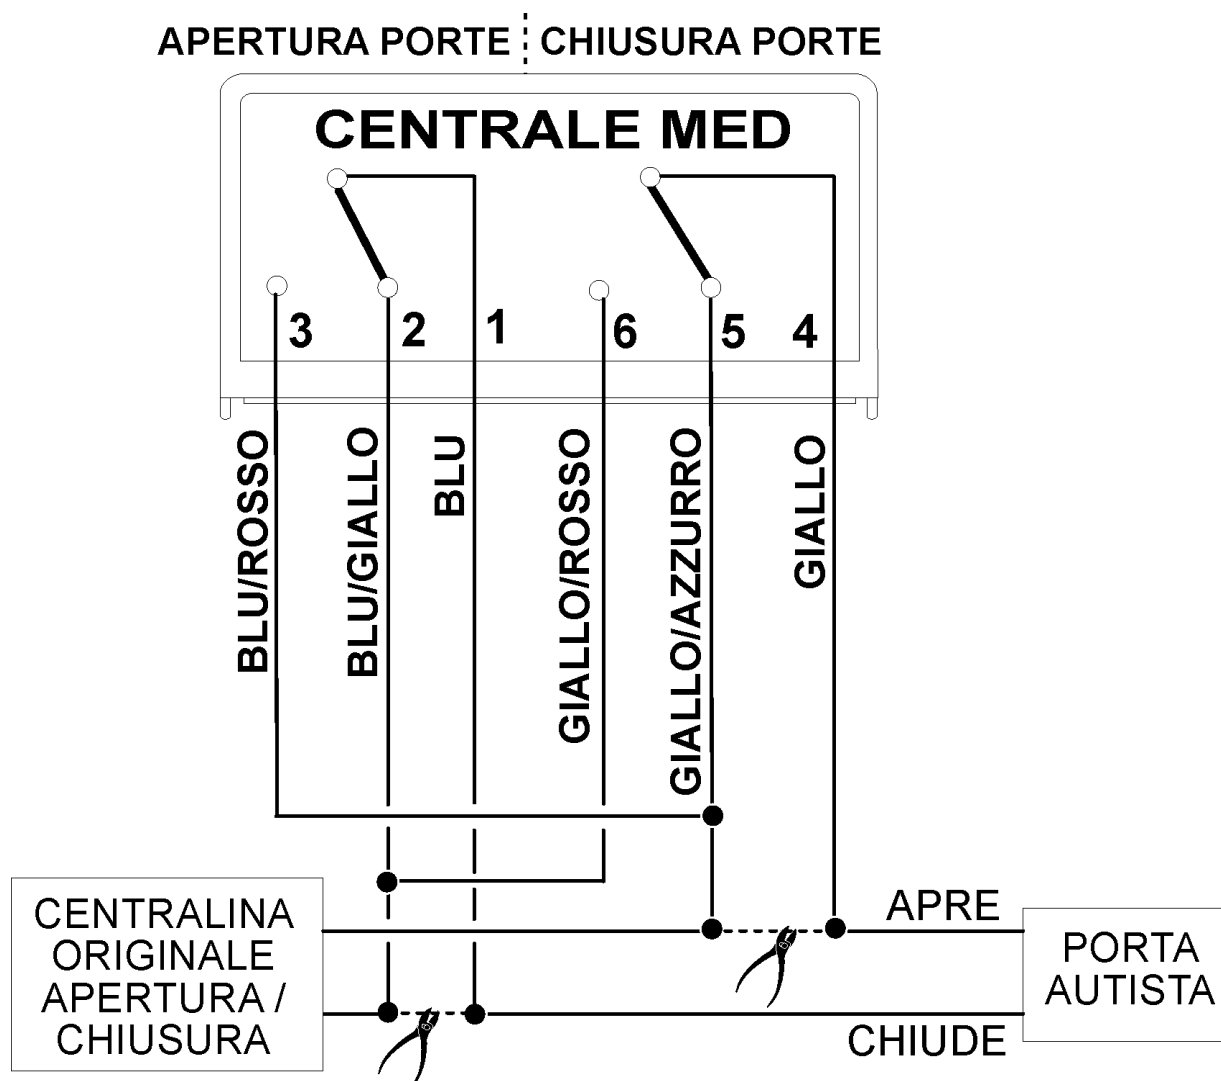 APERTURA PORTE CHIUSURA PORTE
CENTRALE MED
3 2 1 6 5 4
BLU/ROSSO
BLU/GIALLO
BLU
GIALLO/ROSSO
GIALLO/AZZURRO
GIALLO
CENTRALINA
ORIGINALE
APERTURA /
CHIUSURA
APRE
CHIUDE
PORTA
AUTISTA